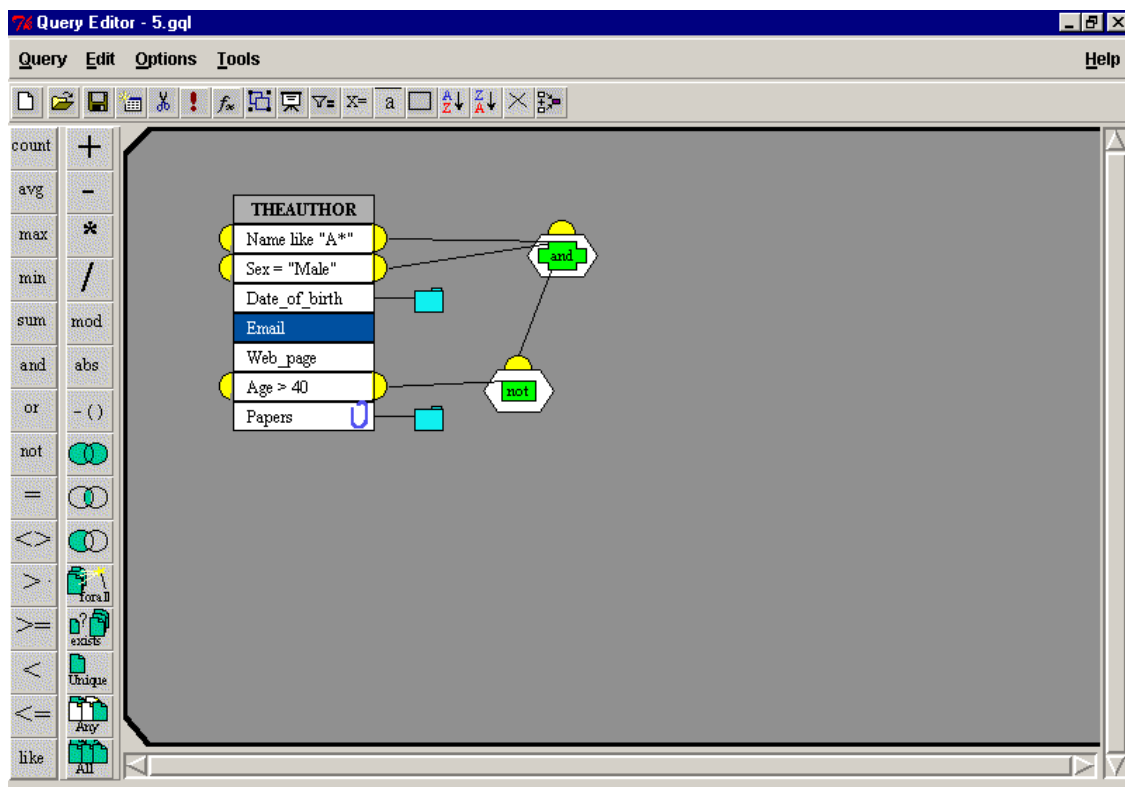 Query Editor - 5.gql
Query Edit Options Tools Help
fx ∇= X= a A Z Z A
count +
avg -
max *
min /
sum mod
and abs
or - ()
not
=
<>
> forall
>= exists
< Unique
<= Any
like All
THEAUTHOR
Name like "A*"
Sex = "Male"
Date_of_birth
Email
Web_page
Age > 40
Papers
and
not